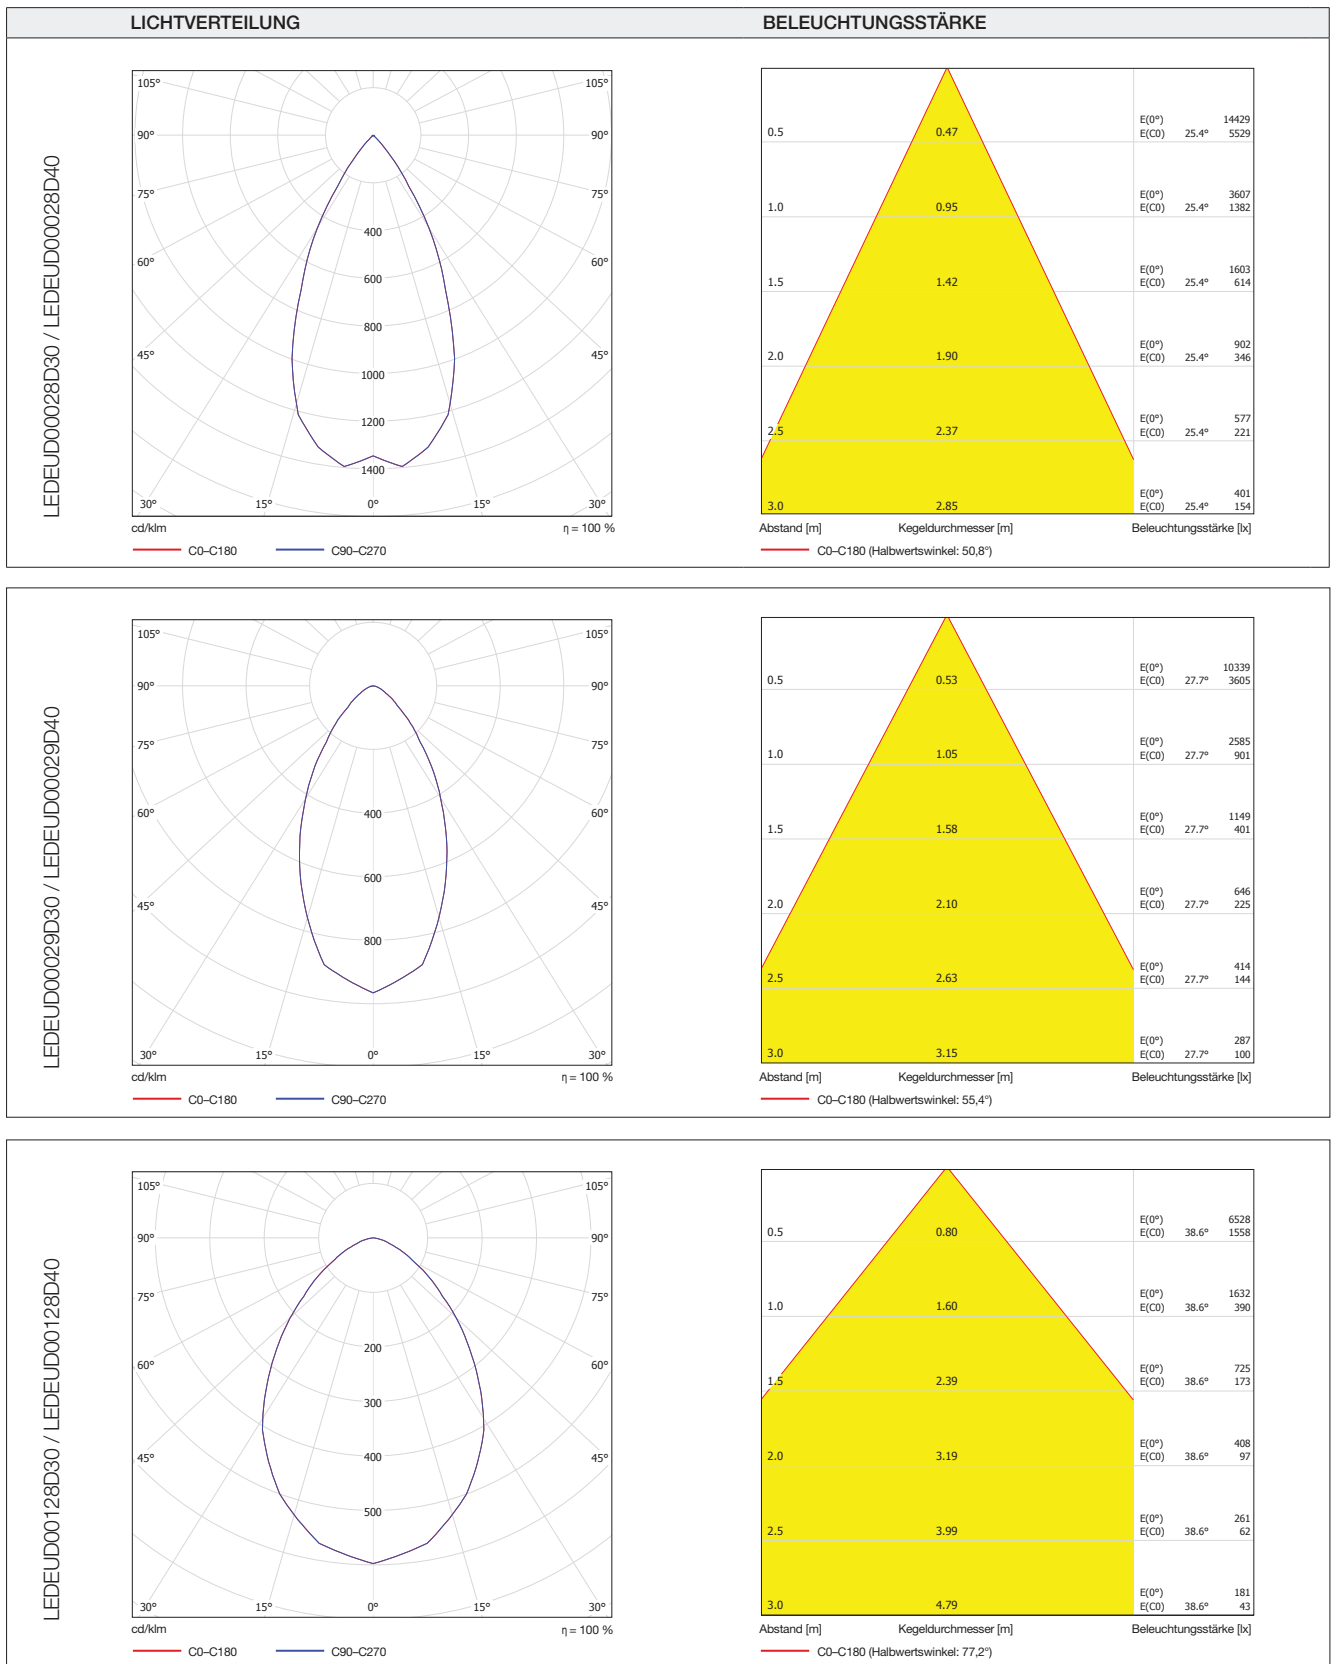 LICHTVERTEILUNG
BELEUCHTUNGSSTÄRKE
LEDEUD00028D30 / LEDEUD00028D40
105° 105°
90° 90°
75° 75°
60° 60°
45° 45°
400
600
800
1000
1200
1400
30° 15° 0° 15° 30°
cd/klm η = 100 %
C0–C180 C90–C270
0.5 0.47 E(0°) 14429
E(C0) 25.4° 5529
1.0 0.95 E(0°) 3607
E(C0) 25.4° 1382
1.5 1.42 E(0°) 1603
E(C0) 25.4° 614
2.0 1.90 E(0°) 902
E(C0) 25.4° 346
2.5 2.37 E(0°) 577
E(C0) 25.4° 221
3.0 2.85 E(0°) 401
E(C0) 25.4° 154
Abstand [m] Kegeldurchmesser [m] Beleuchtungsstärke [lx]
C0–C180 (Halbwertswinkel: 50,8°)
LEDEUD00029D30 / LEDEUD00029D40
105° 105°
90° 90°
75° 75°
60° 60°
45° 45°
400
600
800
30° 15° 0° 15° 30°
cd/klm η = 100 %
C0–C180 C90–C270
0.5 0.53 E(0°) 10339
E(C0) 27.7° 3605
1.0 1.05 E(0°) 2585
E(C0) 27.7° 901
1.5 1.58 E(0°) 1149
E(C0) 27.7° 401
2.0 2.10 E(0°) 646
E(C0) 27.7° 225
2.5 2.63 E(0°) 414
E(C0) 27.7° 144
3.0 3.15 E(0°) 287
E(C0) 27.7° 100
Abstand [m] Kegeldurchmesser [m] Beleuchtungsstärke [lx]
C0–C180 (Halbwertswinkel: 55,4°)
LEDEUD00128D30 / LEDEUD00128D40
105° 105°
90° 90°
75° 75°
60° 60°
45° 45°
200
300
400
500
30° 15° 0° 15° 30°
cd/klm η = 100 %
C0–C180 C90–C270
0.5 0.80 E(0°) 6528
E(C0) 38.6° 1558
1.0 1.60 E(0°) 1632
E(C0) 38.6° 390
1.5 2.39 E(0°) 725
E(C0) 38.6° 173
2.0 3.19 E(0°) 408
E(C0) 38.6° 97
2.5 3.99 E(0°) 261
E(C0) 38.6° 62
3.0 4.79 E(0°) 181
E(C0) 38.6° 43
Abstand [m] Kegeldurchmesser [m] Beleuchtungsstärke [lx]
C0–C180 (Halbwertswinkel: 77,2°)